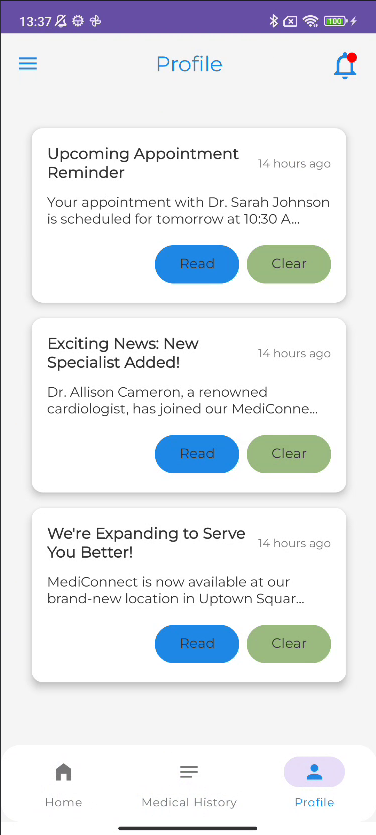 13:37
100
Profile
Upcoming Appointment
Reminder
14 hours ago
Your appointment with Dr. Sarah Johnson
is scheduled for tomorrow at 10:30 A...
Read
Clear
Exciting News: New
Specialist Added!
14 hours ago
Dr. Allison Cameron, a renowned
cardiologist, has joined our MediConne...
Read
Clear
We're Expanding to Serve
You Better!
14 hours ago
MediConnect is now available at our
brand-new location in Uptown Squar...
Read
Clear
Home
Medical History
Profile